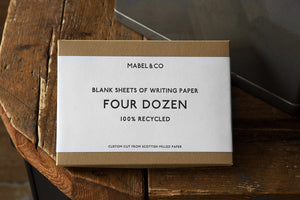 MABEL & CO
BLANK SHEETS OF WRITING PAPER
FOUR DOZEN
100% RECYCLED
CUSTOM CUT FROM SCOTTISH MILLED PAPER